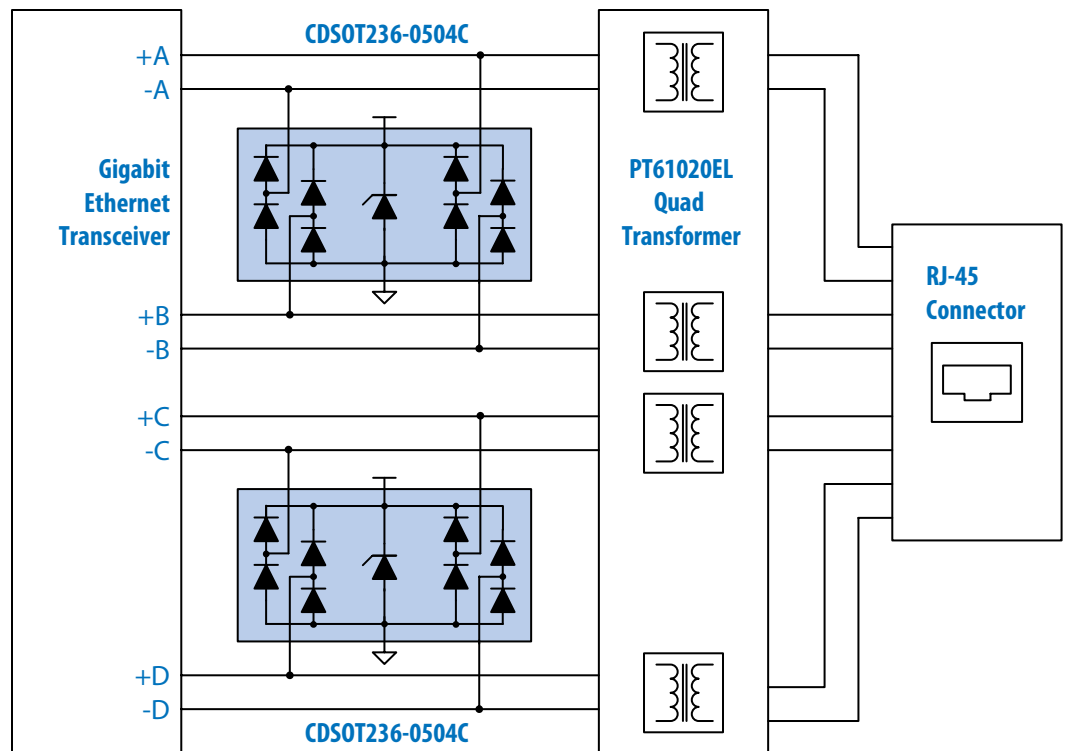 CDSOT236-0504C
+A
-A
Gigabit
Ethernet
Transceiver
PT61020EL
Quad
Transformer
RJ-45
Connector
+B
-B
+C
-C
+D
-D
CDSOT236-0504C